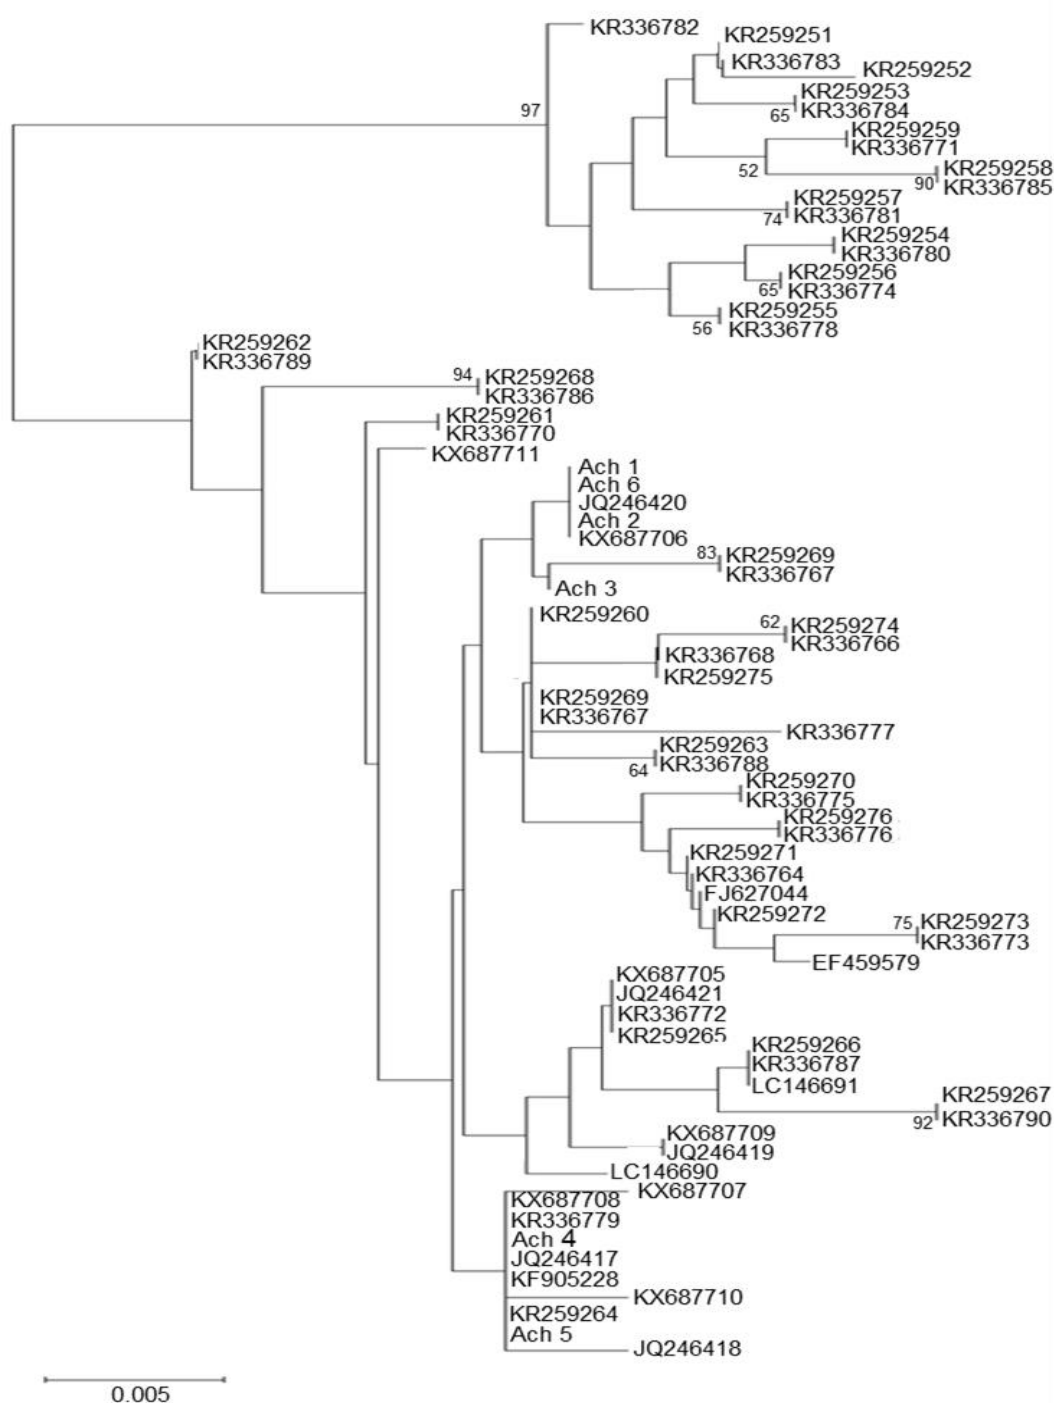 KR336782
KR259251
KR336783
KR259252
KR259253
97
65
KR336784
KR259259
KR336771
52
KR259258
90
KR336785
KR259257
74
KR336781
KR259254
KR336780
KR259256
65
KR336774
KR259255
56
KR336778
KR259262
KR336789
94
KR259268
KR336786
KR259261
KR336770
KX687711
Ach 1
Ach 6
JQ246420
Ach 2
KX687706
83
KR259269
KR336767
Ach 3
KR259260
62
KR259274
KR336766
KR336768
KR259275
KR259269
KR336767
KR336777
KR259263
64
KR336788
KR259270
KR336775
KR259276
KR336776
KR259271
KR336764
FJ627044
KR259272
75
KR259273
KR336773
EF459579
KX687705
JQ246421
KR336772
KR259265
KR259266
KR336787
LC146691
KR259267
92
KR336790
KX687709
JQ246419
LC146690
KX687707
KX687708
KR336779
Ach 4
JQ246417
KF905228
KX687710
KR259264
Ach 5
JQ246418
0.005